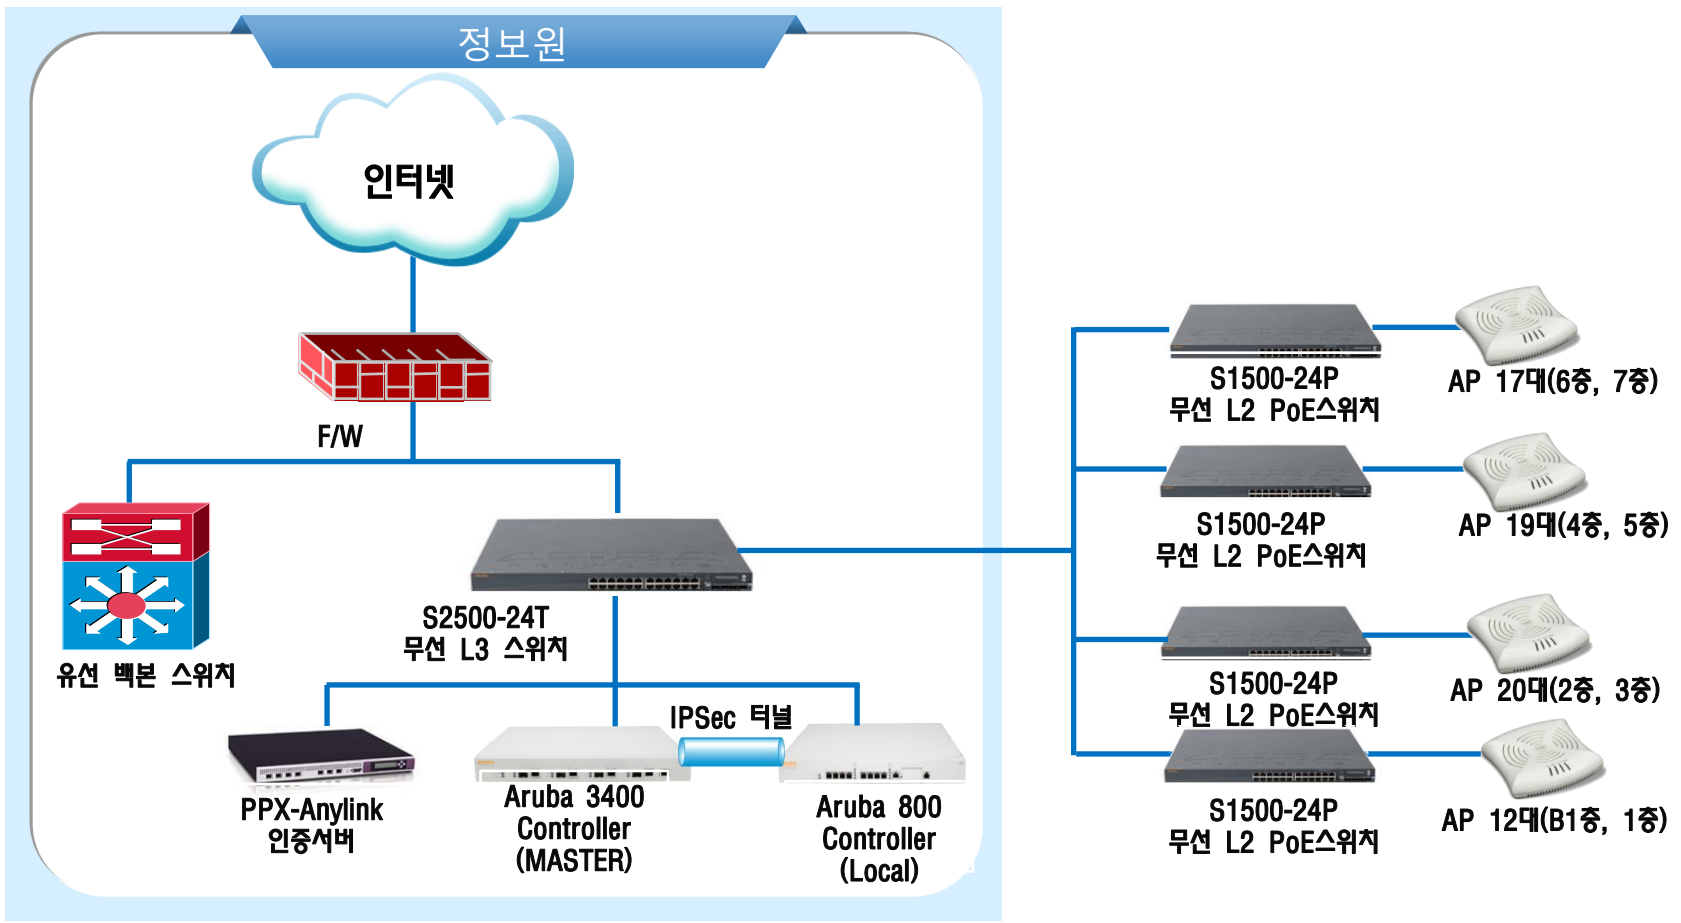 정보원
인터넷
F/W
유선 백본 스위치
S2500-24T
무선 L3 스위치
IPSec 터널
PPX-Anylink
인증서버
Aruba 3400
Controller
(MASTER)
Aruba 800
Controller
(Local)
S1500-24P
무선 L2 PoE스위치
AP 17대(6층, 7층)
S1500-24P
무선 L2 PoE스위치
AP 19대(4층, 5층)
S1500-24P
무선 L2 PoE스위치
AP 20대(2층, 3층)
S1500-24P
무선 L2 PoE스위치
AP 12대(B1층, 1층)